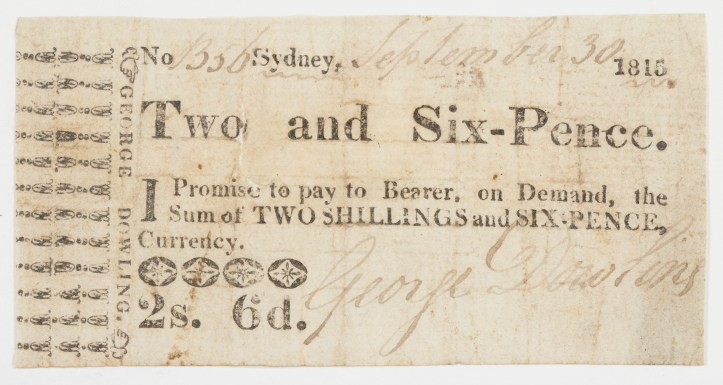 No 1356 Sydney, September 30 1815
GEORGE DOWLING,
Two and Six-Pence.
I Promise to pay to Bearer, on Demand, the
Sum of TWO SHILLINGS and SIX-PENCE,
Currency.
George Dowling
2s. 6d.